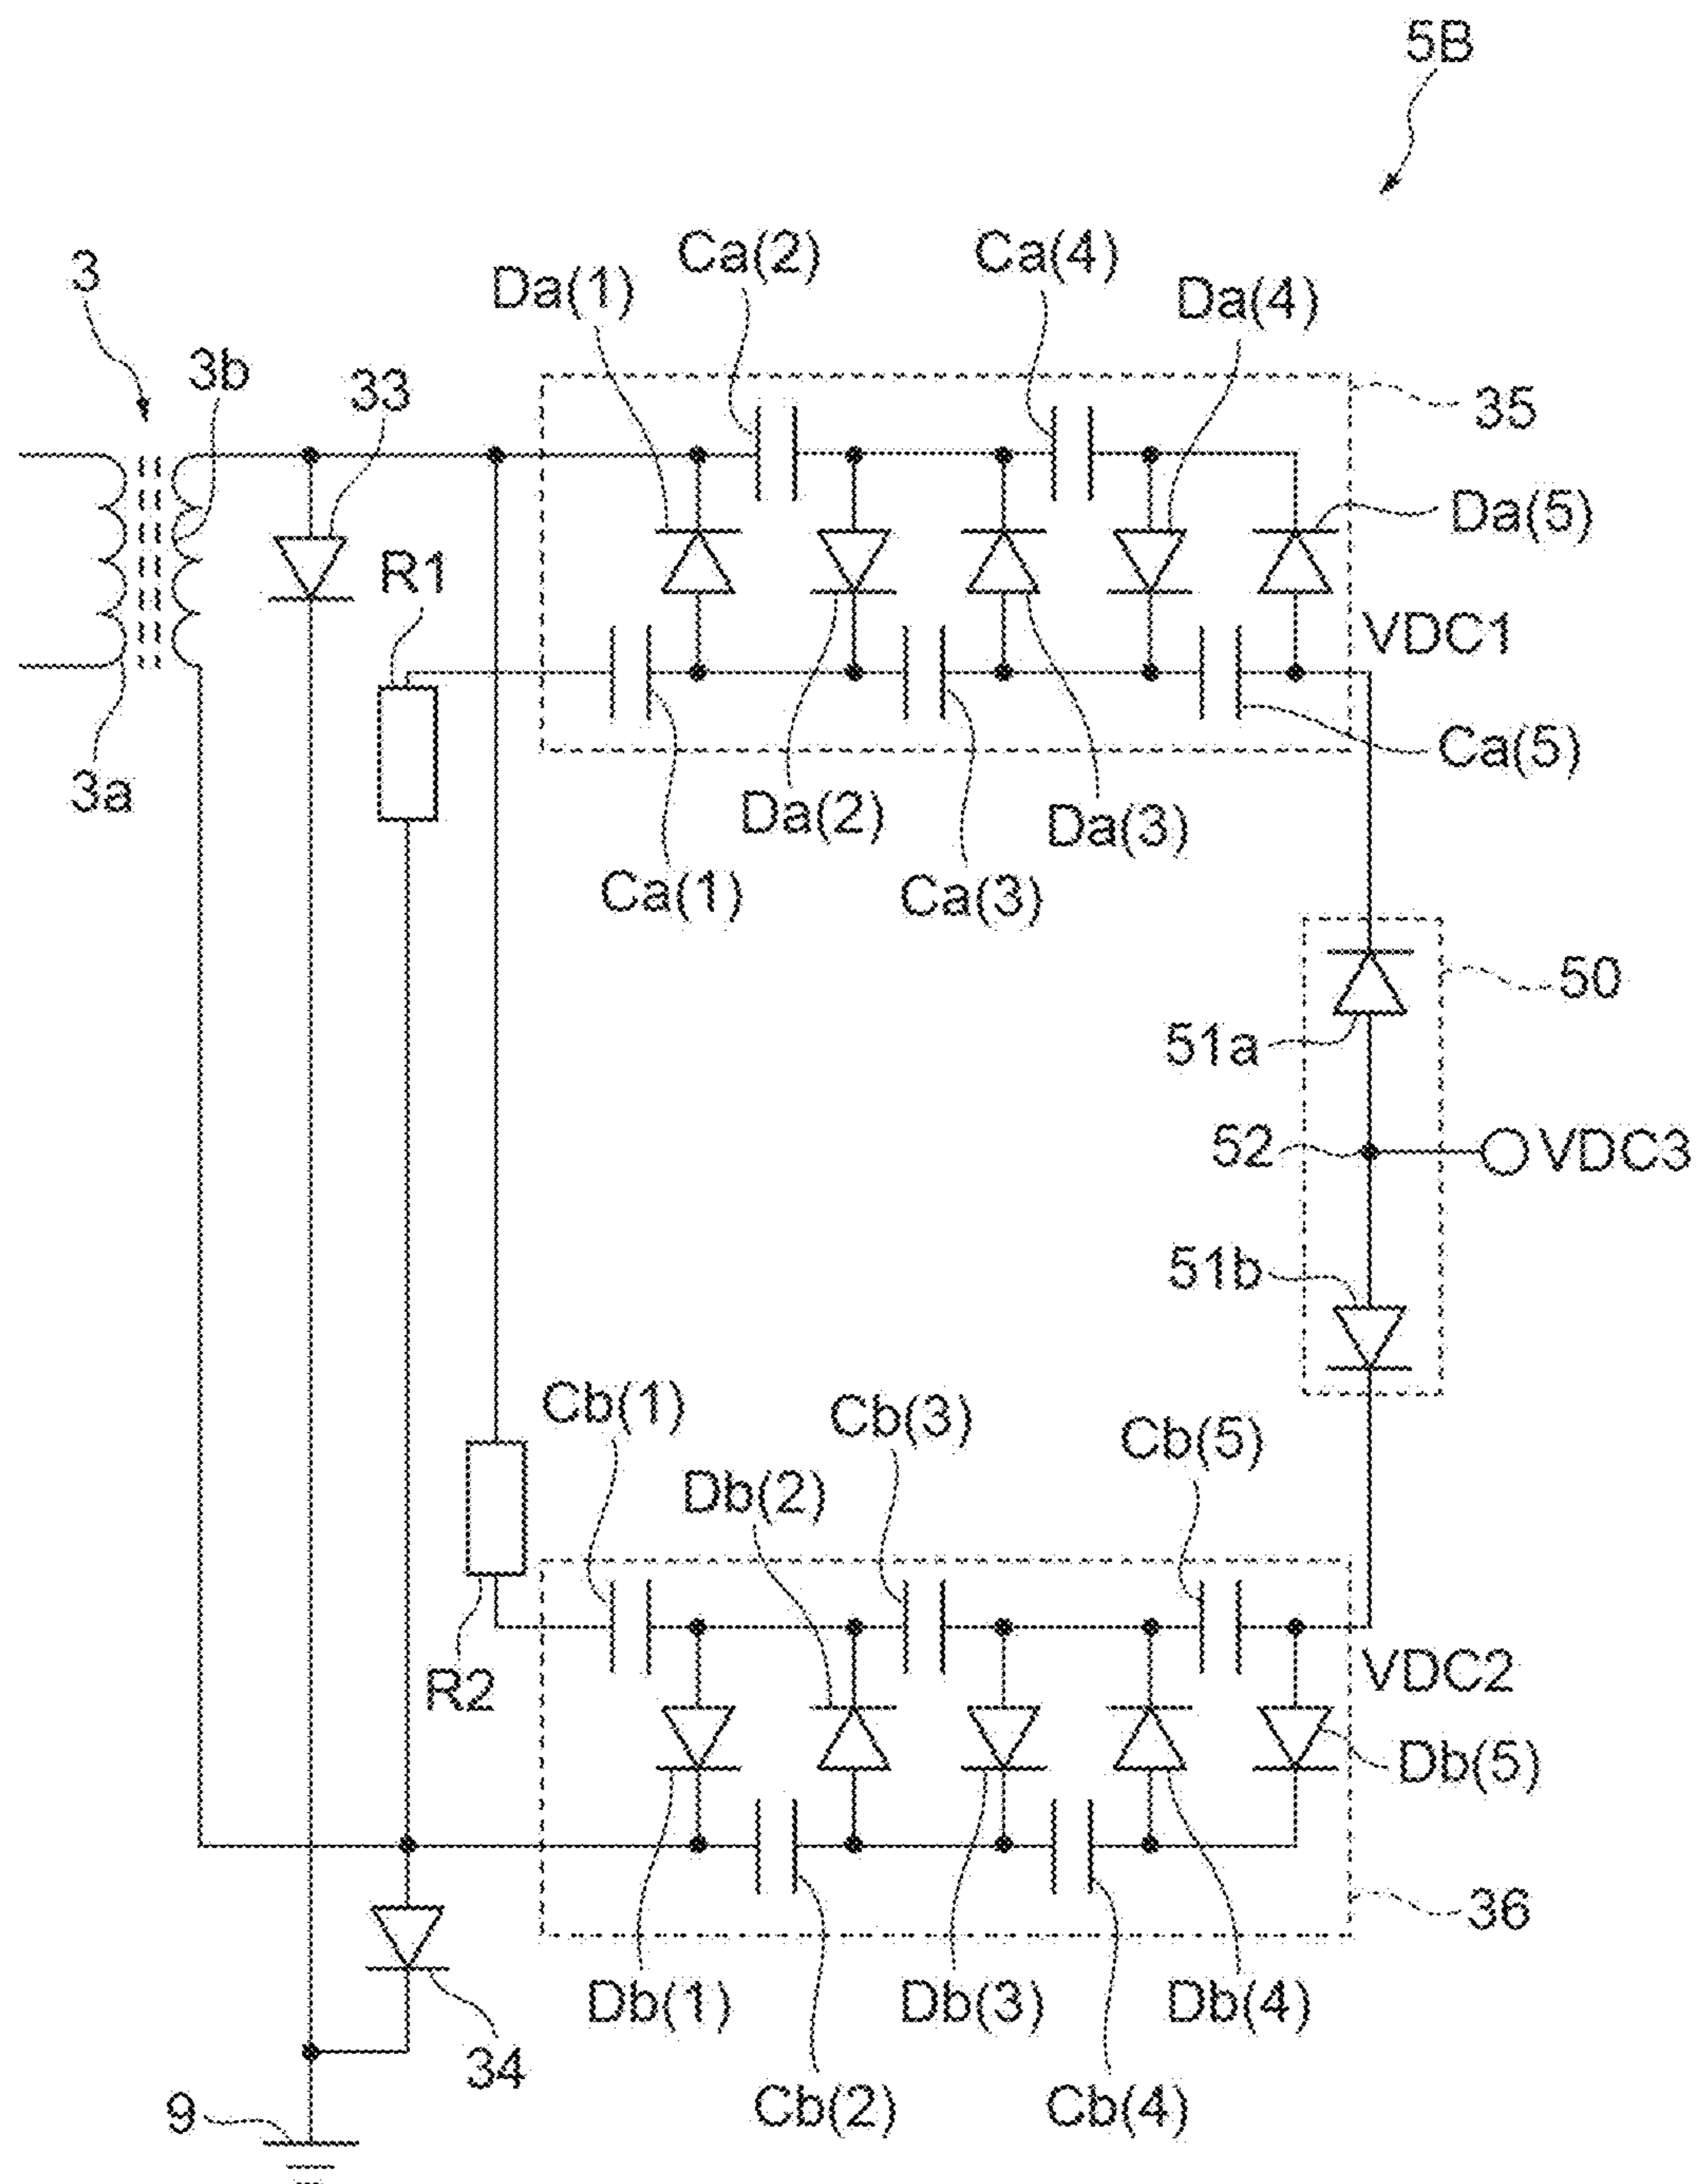 5B
Ca(2)
Ca(4)
3
Da(1)
Da(4)
3b
33
35
Da(5)
R1
VDC1
Ca(5)
3a
Da(2)
Da(3)
Ca(1)
Ca(3)
50
51a
52
VDC3
51b
Cb(1)
Cb(3)
Cb(5)
Db(2)
R2
VDC2
Db(5)
36
Db(1)
Db(3)
Db(4)
34
9
Cb(2)
Cb(4)